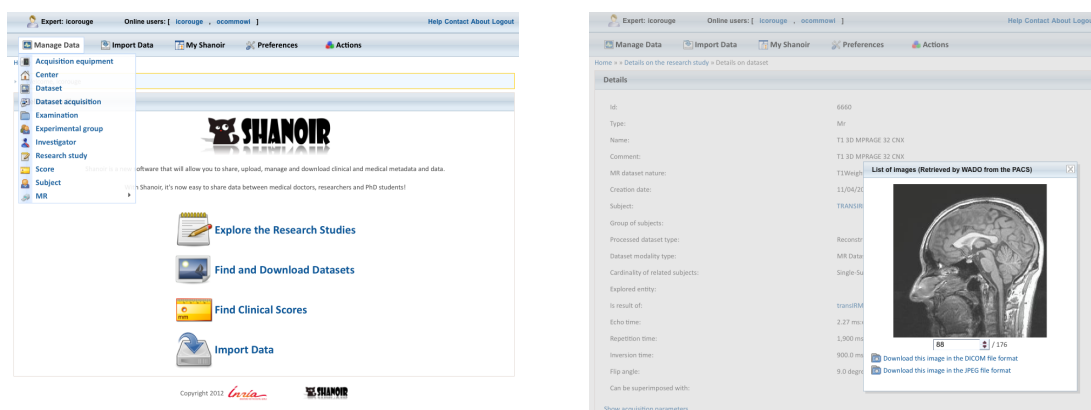 Expert: icorouge Online users: [ icorouge , ocommowi ] Help Contact About Logout
Manage Data Import Data My Shanoir Preferences Actions
Acquisition equipment
Center
Dataset
Dataset acquisition
Examination
Experimental group
Investigator
Research study
Score
Subject
MR
SHANOIR
software that will allow you to share, upload, manage and download clinical and medical metadata and data.
Shanoir, it's now easy to share data between medical doctors, researchers and PhD students!
Explore the Research Studies
Find and Download Datasets
Find Clinical Scores
mm
Import Data
Copyright 2012 Inria SHANOIR
Expert: icorouge Online users: [ icorouge , ocommowi ] Help Contact About Logou
Manage Data Import Data My Shanoir Preferences Actions
Home » » Details on the research study » Details on dataset
Details
Id: 6660
Type: Mr
Name: T1 3D MPRAGE 32 CNX
Comment: T1 3D MPRAGE 32 CNX
MR dataset nature: T1Weigh
Creation date: 11/04/20
Subject: TRANSIR
Group of subjects:
Processed dataset type: Reconstr
Dataset modality type: MR Data
Cardinality of related subjects: Single-Su
Explored entity:
Is result of: transIRM
Echo time: 2.27 ms
Repetition time: 1,900 ms
Inversion time: 900.0 ms
Flip angle: 9.0 degre
Can be superimposed with:
Show acquisition parameters
List of images (Retrieved by WADO from the PACS)
88 / 176
Download this image in the DICOM file format
Download this image in the JPEG file format